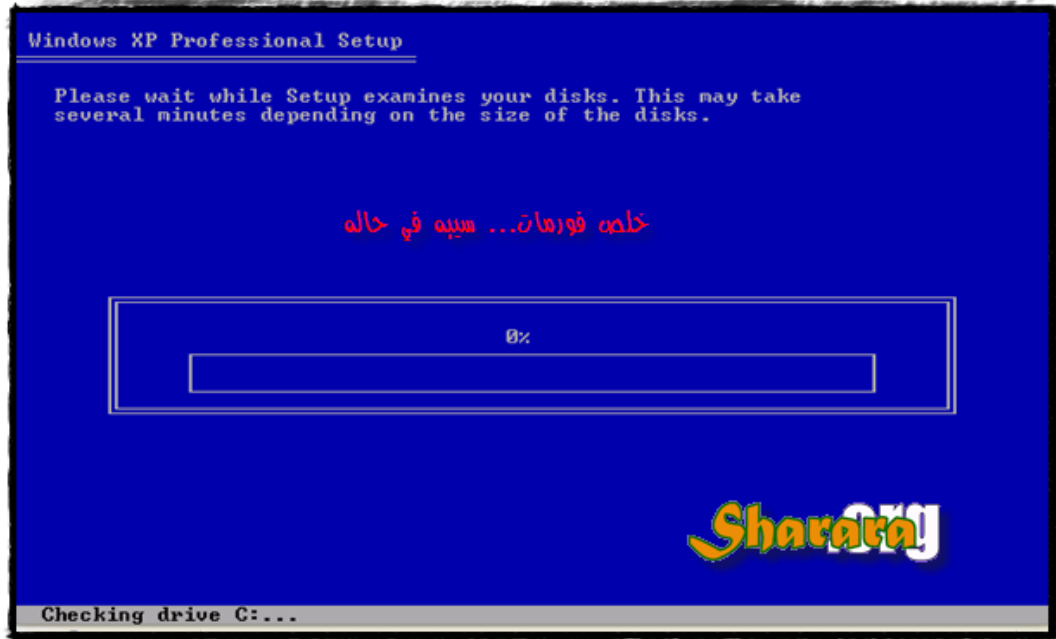 Windows XP Professional Setup
Please wait while Setup examines your disks. This may take
several minutes depending on the size of the disks.
خلص فورمات... سيبه في حاله
0%
Sharara.org
Checking drive C:...